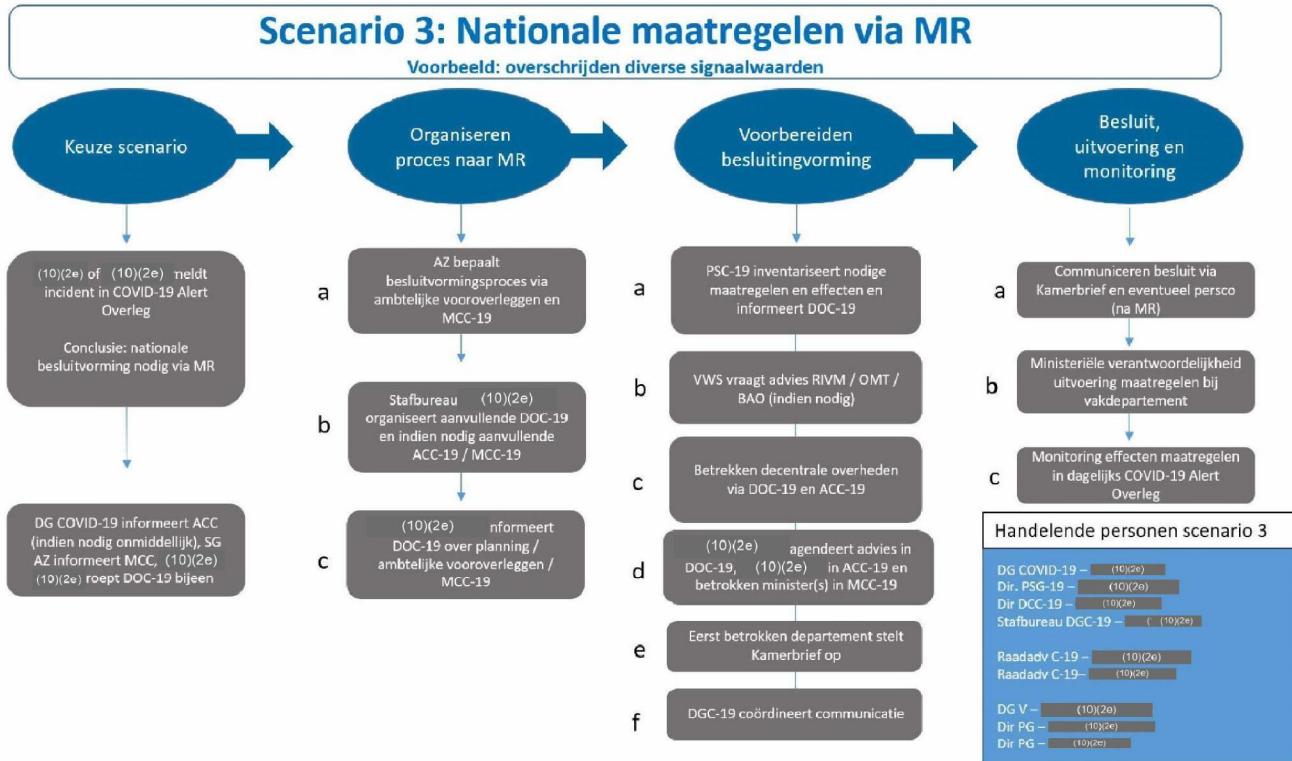 Scenario 3: Nationale maatregelen via MR
Voorbeeld: overschrijden diverse signaalwaarden
Keuze scenario
(10)(2e) of (10)(2e) meldt
incident in COVID-19 Alert
Overleg
Conclusie: nationale
besluitvorming nodig via MR
DG COVID-19 informeert ACC
(indien nodig onmiddellijk), SG
AZ informeert MCC, (10)(2e)
(10)(2e) roept DOC-19 bijeen
Organiseren
proces naar MR
a
AZ bepaalt
besluitvormingsproces via
ambtelijke vooroverleggen en
MCC-19
b
Stafbureau (10)(2e)
organiseert aanvullende DOC-19
en indien nodig aanvullende
ACC-19 / MCC-19
c
(10)(2e) nformeert
DOC-19 over planning /
ambtelijke vooroverleggen /
MCC-19
Voorbereiden
besluitingvorming
a
PSC-19 inventariseert nodige
maatregelen en effecten en
informeert DOC-19
b
VWS vraagt advies RIVM / OMT /
BAO (indien nodig)
c
Betrekken decentrale overheden
via DOC-19 en ACC-19
d
(10)(2e) agendeert advies in
DOC-19, (10)(2e) in ACC-19 en
betrokken minister(s) in MCC-19
e
Eerst betrokken departement stelt
Kamerbrief op
f
DGC-19 coördineert communicatie
Besluit,
uitvoering en
monitoring
a
Communiceren besluit via
Kamerbrief en eventueel persco
(na MR)
b
Ministeriële verantwoordelijkheid
uitvoering maatregelen bij
vakdepartement
c
Monitoring effecten maatregelen
in dagelijks COVID-19 Alert
Overleg
Handelende personen scenario 3
DG COVID-19 – (10)(2e)
Dir. PSG-19 – (10)(2e)
Dir DCC-19 – (10)(2e)
Stafbureau DGC-19 – ( (10)(2e)
Raadadv C-19 – (10)(2e)
Raadadv C-19– (10)(2e)
DG V – (10)(2e)
Dir PG – (10)(2e)
Dir PG – (10)(2e)